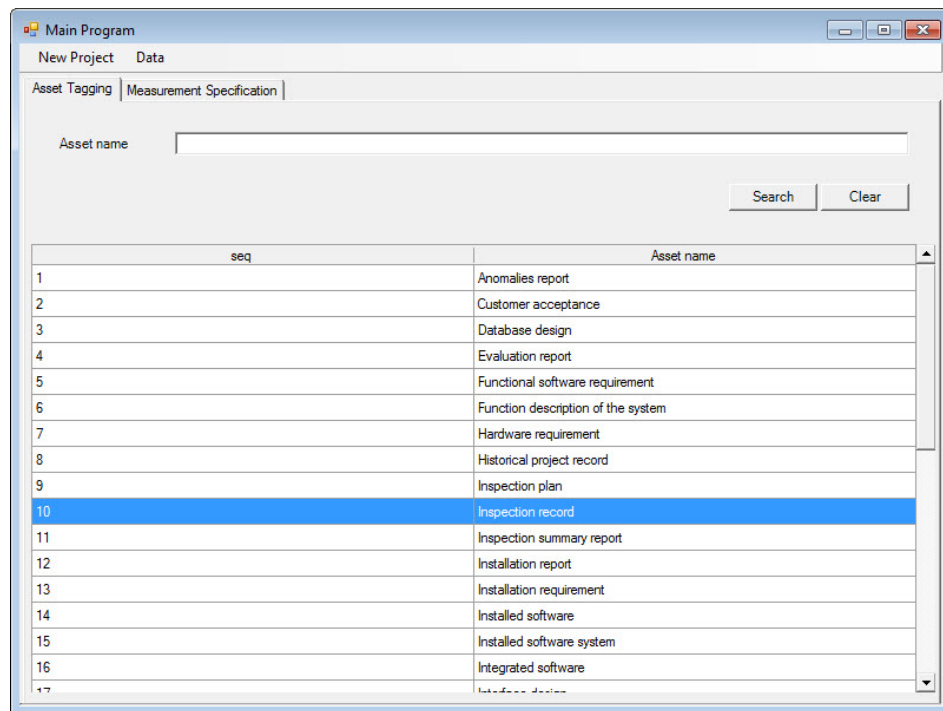 Main Program
New Project Data
Asset Tagging Measurement Specification
Asset name
Search Clear
seq Asset name
1 Anomalies report
2 Customer acceptance
3 Database design
4 Evaluation report
5 Functional software requirement
6 Function description of the system
7 Hardware requirement
8 Historical project record
9 Inspection plan
10 Inspection record
11 Inspection summary report
12 Installation report
13 Installation requirement
14 Installed software
15 Installed software system
16 Integrated software
17 Interface design